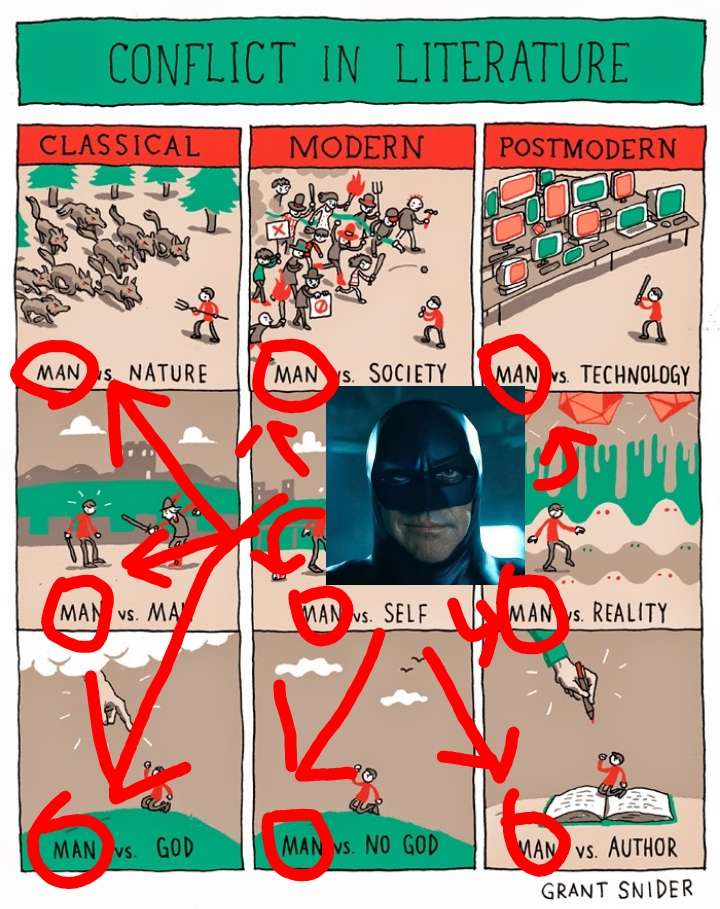 CONFLICT IN LITERATURE
CLASSICAL
MODERN
POSTMODERN
MAN vs. NATURE
MAN vs. SOCIETY
MAN vs. TECHNOLOGY
MAN vs. MAN
MAN vs. SELF
MAN vs. REALITY
MAN vs. GOD
MAN vs. NO GOD
MAN vs. AUTHOR
GRANT SNIDER